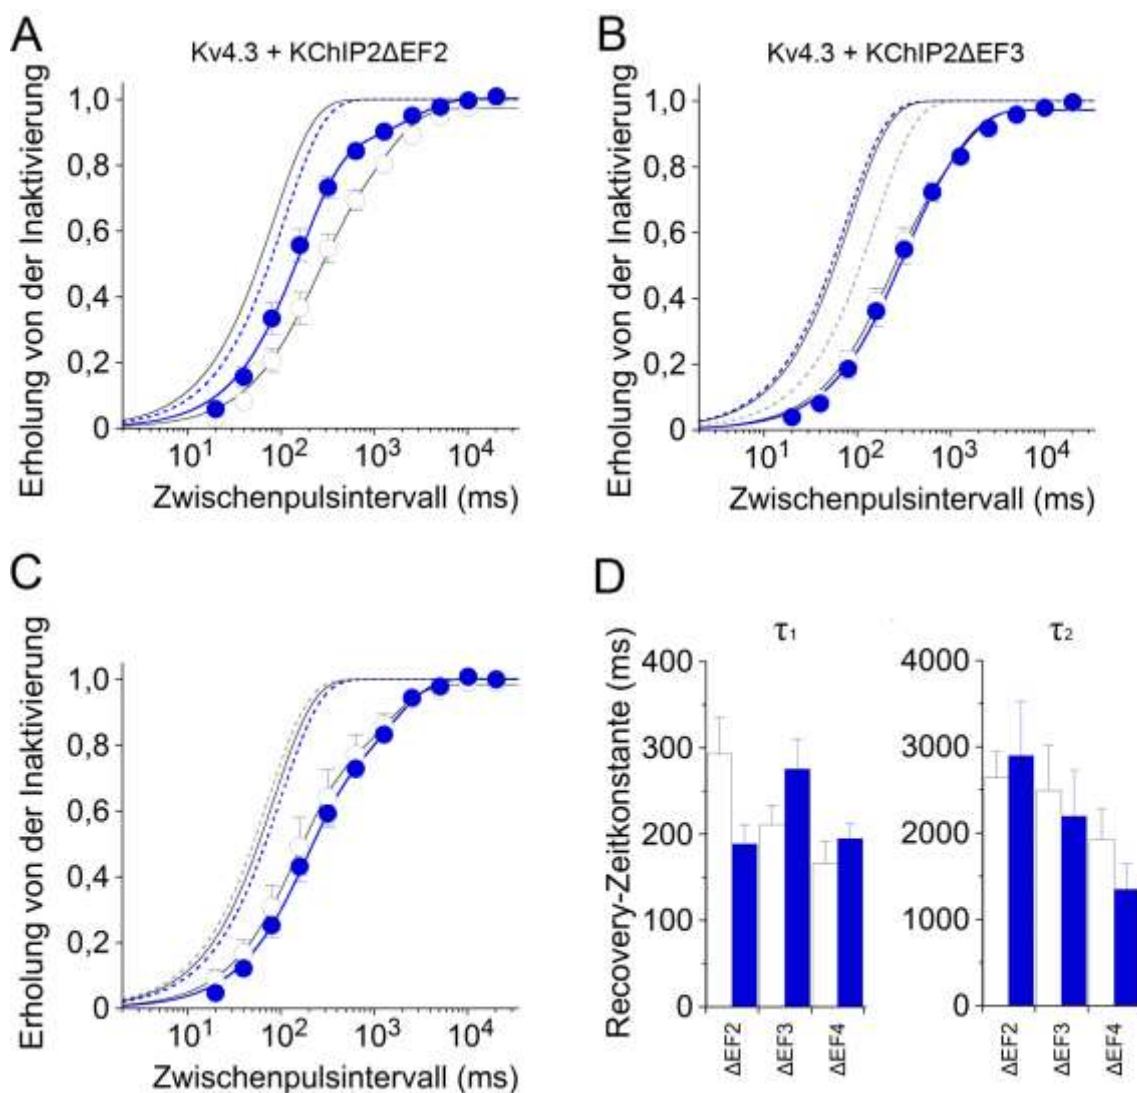 A
Kv4.3 + KChIP2ΔEF2
Erholung von der Inaktivierung
1,0
0,8
0,6
0,4
0,2
0
10¹ 10² 10³ 10⁴
Zwischenpulsintervall (ms)
B
Kv4.3 + KChIP2ΔEF3
Erholung von der Inaktivierung
1,0
0,8
0,6
0,4
0,2
0
10¹ 10² 10³ 10⁴
Zwischenpulsintervall (ms)
C
Erholung von der Inaktivierung
1,0
0,8
0,6
0,4
0,2
0
10¹ 10² 10³ 10⁴
Zwischenpulsintervall (ms)
D
Recovery-Zeitkonstante (ms)
τ₁
400
300
200
100
0
ΔEF2 ΔEF3 ΔEF4
τ₂
4000
3000
2000
1000
0
ΔEF2 ΔEF3 ΔEF4